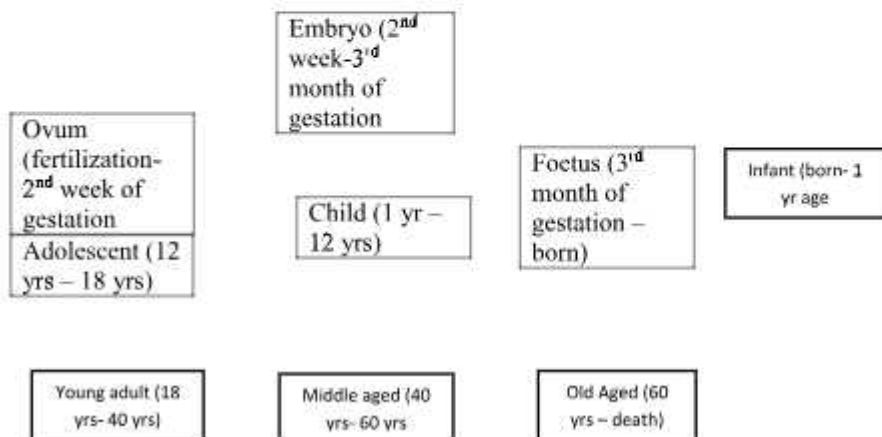 Embryo (2nd
week-3rd
month of
gestation
Ovum
(fertilization-
2nd week of
gestation
Foetus (3rd
month of
gestation –
born)
Infant (born- 1
yr age
Child (1 yr –
12 yrs)
Adolescent (12
yrs – 18 yrs)
Young adult (18
yrs- 40 yrs)
Middle aged (40
yrs- 60 yrs
Old Aged (60
yrs – death)